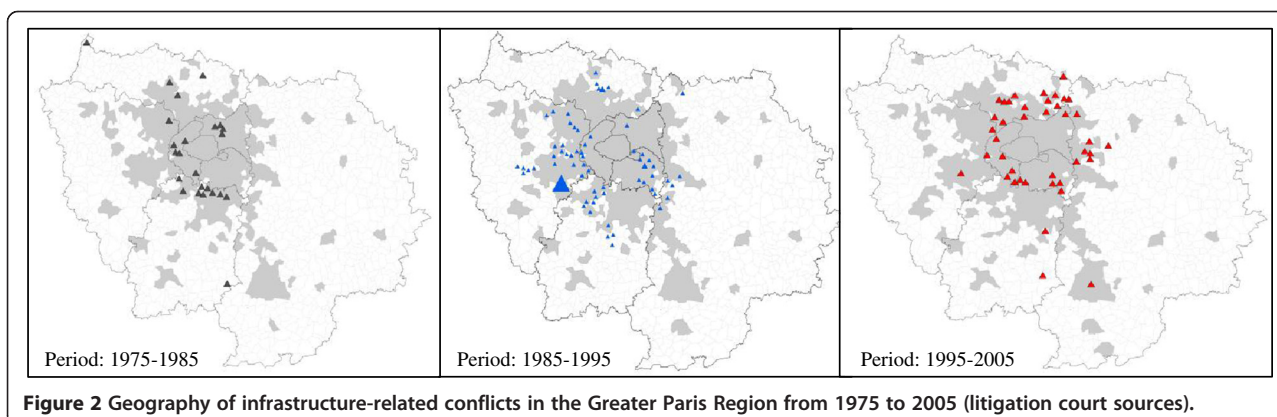 Period: 1975-1985
Period: 1985-1995
Period: 1995-2005
Figure 2 Geography of infrastructure-related conflicts in the Greater Paris Region from 1975 to 2005 (litigation court sources).